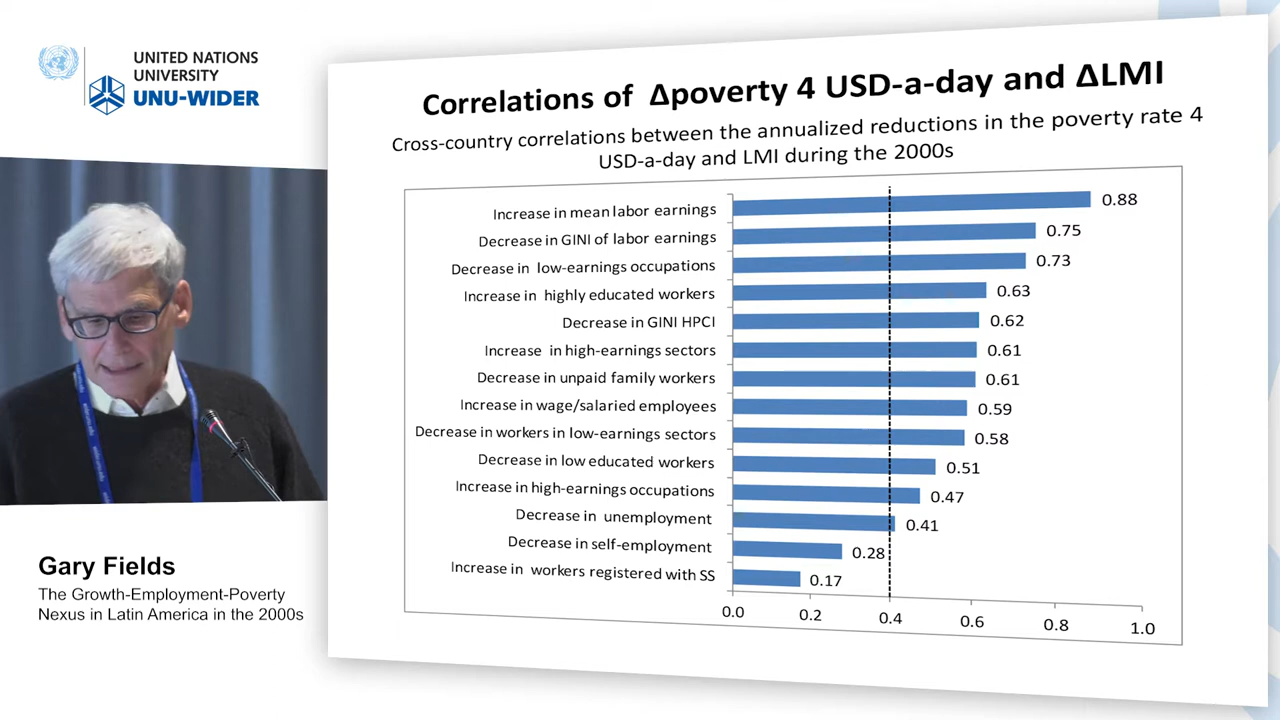 UNITED NATIONS
UNIVERSITY
UNU-WIDER
Correlations of Δpoverty 4 USD-a-day and ΔLMI
Cross-country correlations between the annualized reductions in the poverty rate 4
USD-a-day and LMI during the 2000s
Increase in mean labor earnings 0.88
Decrease in GINI of labor earnings 0.75
Decrease in low-earnings occupations 0.73
Increase in highly educated workers 0.63
Decrease in GINI HPCI 0.62
Increase in high-earnings sectors 0.61
Decrease in unpaid family workers 0.61
Increase in wage/salaried employees 0.59
Decrease in workers in low-earnings sectors 0.58
Decrease in low educated workers 0.51
Increase in high-earnings occupations 0.47
Decrease in unemployment 0.41
Decrease in self-employment 0.28
Increase in workers registered with SS 0.17
0.0 0.2 0.4 0.6 0.8 1.0
Gary Fields
The Growth-Employment-Poverty
Nexus in Latin America in the 2000s